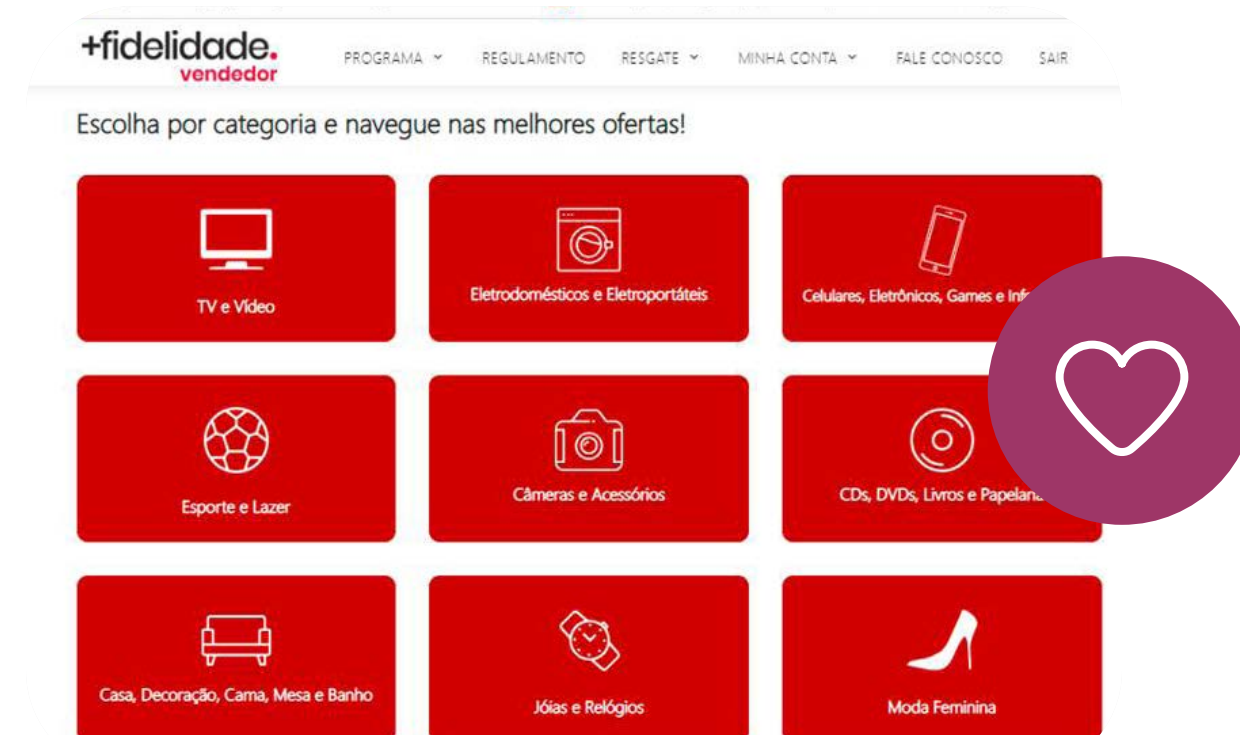 +fidelidade.
vendedor
PROGRAMA
REGULAMENTO
RESGATE
MINHA CONTA
FALE CONOSCO
SAIR
Escolha por categoria e navegue nas melhores ofertas!
TV e Vídeo
Eletrodomésticos e Eletroportáteis
Celulares, Eletrônicos, Games e
Esporte e Lazer
Câmeras e Acessórios
CDs, DVDs, Livros e
Casa, Decoração, Cama, Mesa e Banho
Jóias e Relógios
Moda Feminina